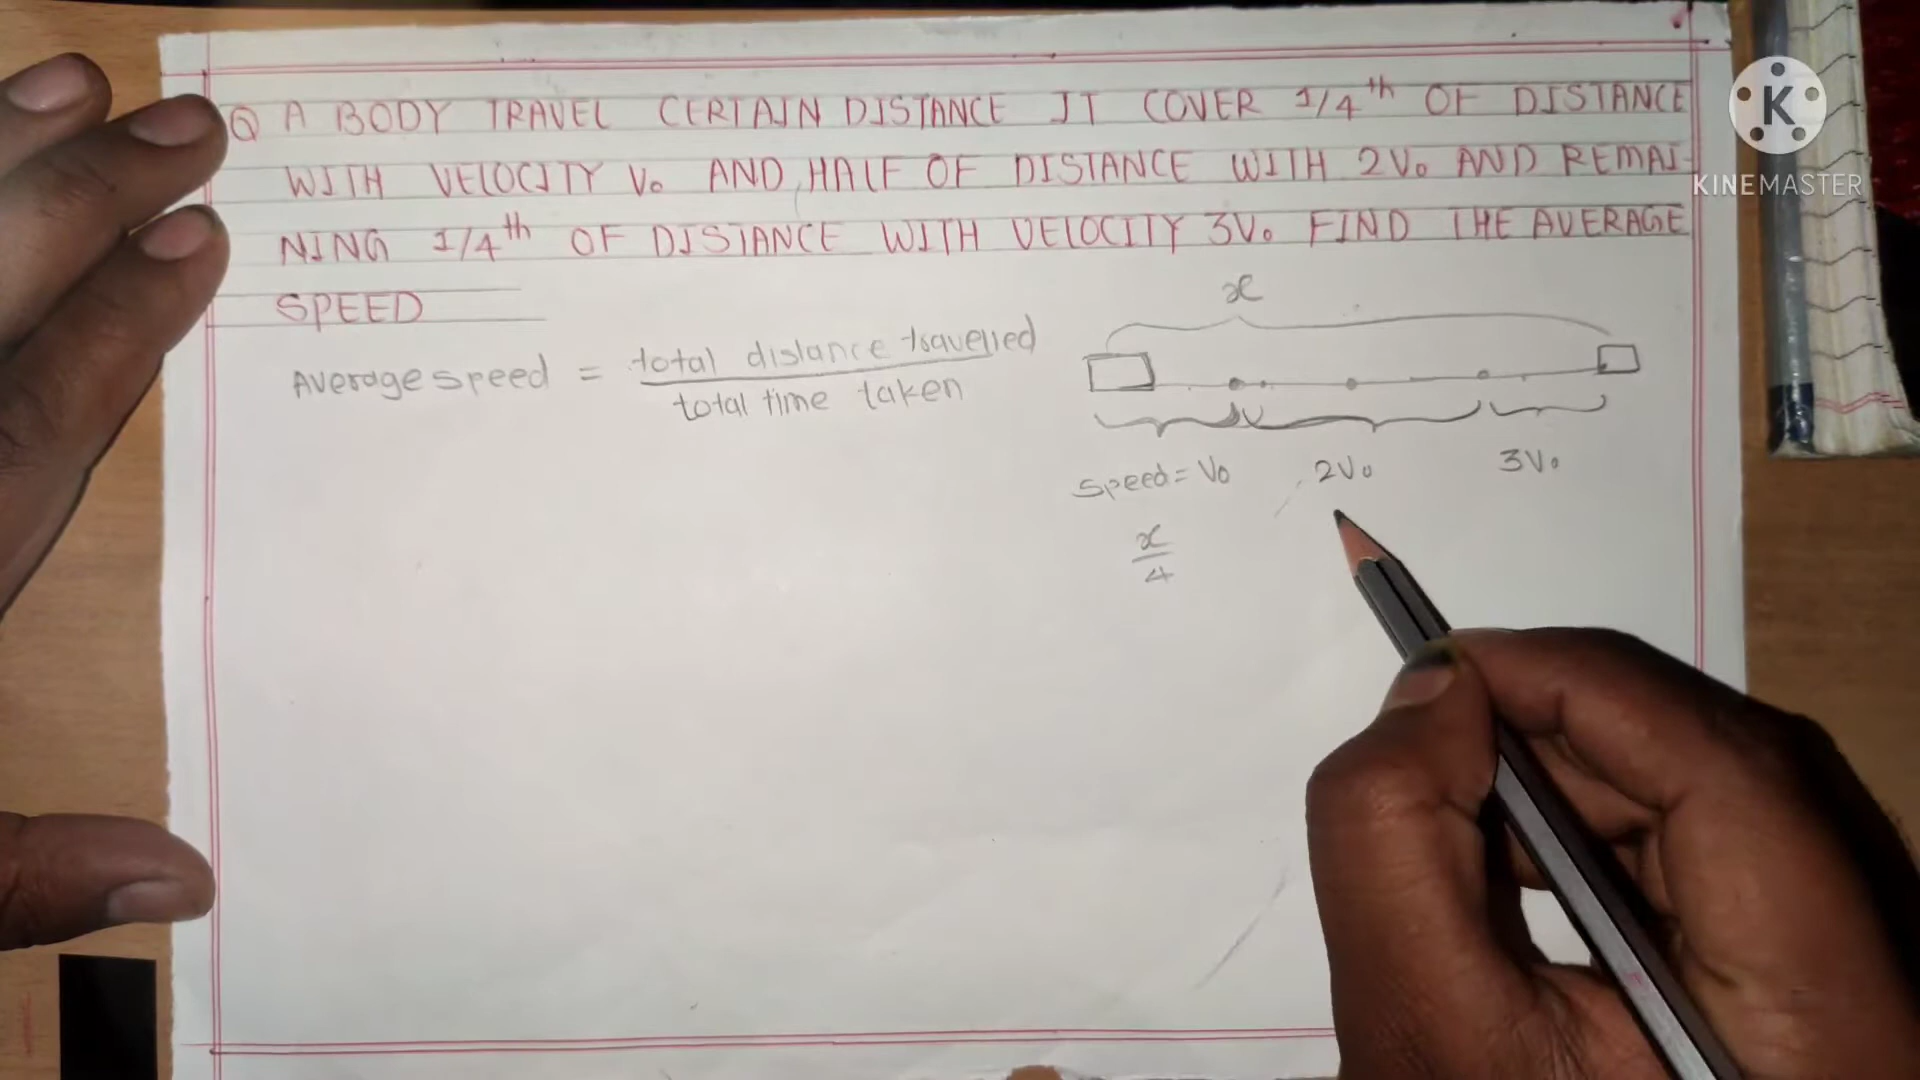 Q A BODY TRAVEL CERTAIN DISTANCE IT COVER 1/4th OF DISTANCE
WITH VELOCITY V₀ AND HALF OF DISTANCE WITH 2V₀ AND REMAI-
NING 1/4th OF DISTANCE WITH VELOCITY 3V₀ FIND THE AVERAGE
SPEED
K
KINEMASTER
x
Average speed = total distance travelled
total time taken
speed = V₀ 2V₀ 3V₀
x
4